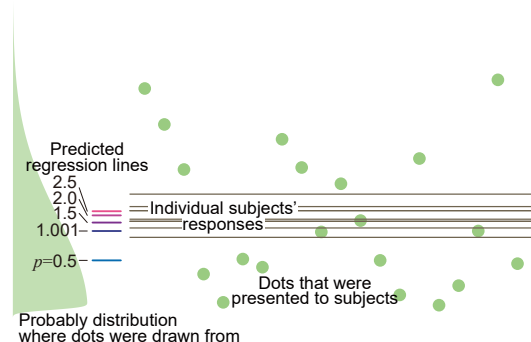 Predicted
regression lines
2.5
2.0
1.5
1.001
p=0.5
Individual subjects'
responses
Dots that were
presented to subjects
Probably distribution
where dots were drawn from